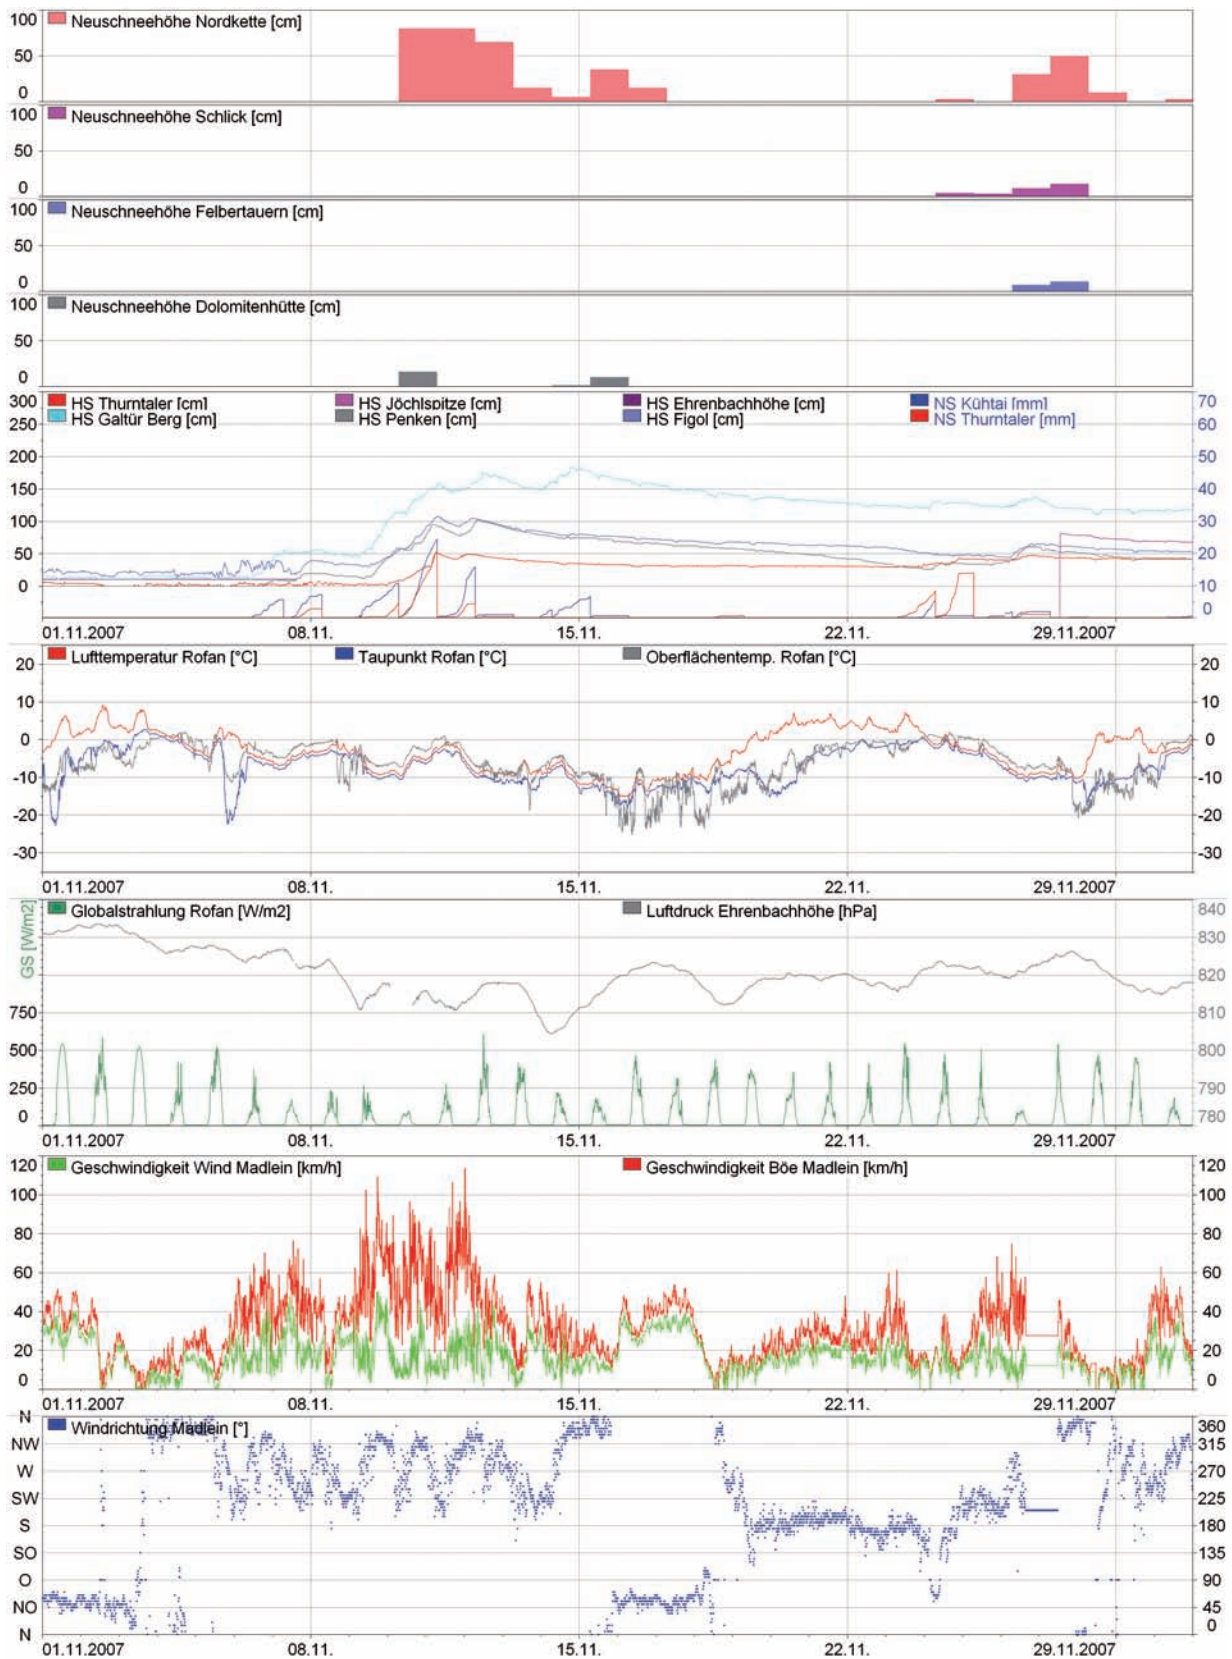 100 Neuschneehöhe Nordkette [cm]
50
0
100 Neuschneehöhe Schlick [cm]
50
0
100 Neuschneehöhe Felbertauern [cm]
50
0
100 Neuschneehöhe Dolomitenhütte [cm]
50
0
300 HS Thurntaler [cm] HS Jöchlspitze [cm] HS Ehrenbachhöhe [cm] NS Kühtai [mm] 70
250 HS Galtür Berg [cm] HS Penken [cm] HS Figol [cm] NS Thurntaler [mm] 60
200 50
150 40
100 30
50 20
0 10
0
01.11.2007 08.11. 15.11. 22.11. 29.11.2007
20 Lufttemperatur Rofan [°C] Taupunkt Rofan [°C] Oberflächentemp. Rofan [°C] 20
10 10
0 0
-10 -10
-20 -20
-30 -30
01.11.2007 08.11. 15.11. 22.11. 29.11.2007
GS [W/m2] Globalstrahlung Rofan [W/m2] Luftdruck Ehrenbachhöhe [hPa] 840
830
820
750 810
500 800
250 790
0 780
01.11.2007 08.11. 15.11. 22.11. 29.11.2007
120 Geschwindigkeit Wind Madlein [km/h] Geschwindigkeit Böe Madlein [km/h] 120
100 100
80 80
60 60
40 40
20 20
0 0
01.11.2007 08.11. 15.11. 22.11. 29.11.2007
N Windrichtung Madlein [°] 360
NW 315
W 270
SW 225
S 180
SO 135
O 90
NO 45
N 0
01.11.2007 08.11. 15.11. 22.11. 29.11.2007